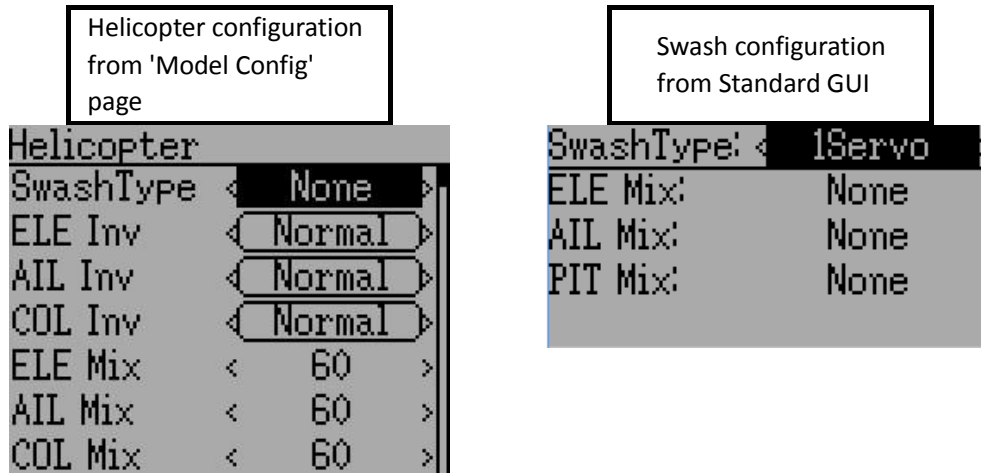 Helicopter configuration
from 'Model Config'
page
Helicopter
SwashType < None >
ELE Inv < Normal >
AIL Inv < Normal >
COL Inv < Normal >
ELE Mix < 60 >
AIL Mix < 60 >
COL Mix < 60 >
Swash configuration
from Standard GUI
SwashType: < 1Servo
ELE Mix: None
AIL Mix: None
PIT Mix: None